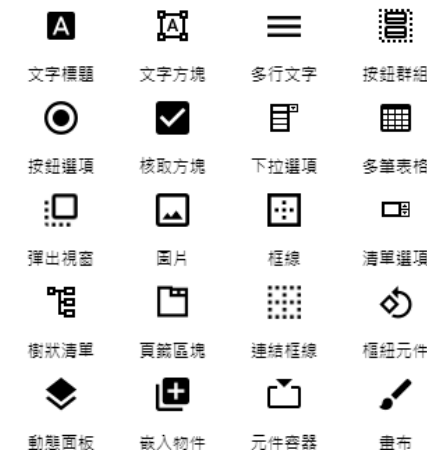 文字標題 文字方塊 多行文字 按鈕群組
按鈕選項 核取方塊 下拉選項 多筆表格
彈出視窗 圖片 框線 清單選項
樹狀清單 頁籤區塊 連結框線 樞紐元件
動態面板 嵌入物件 元件容器 畫布